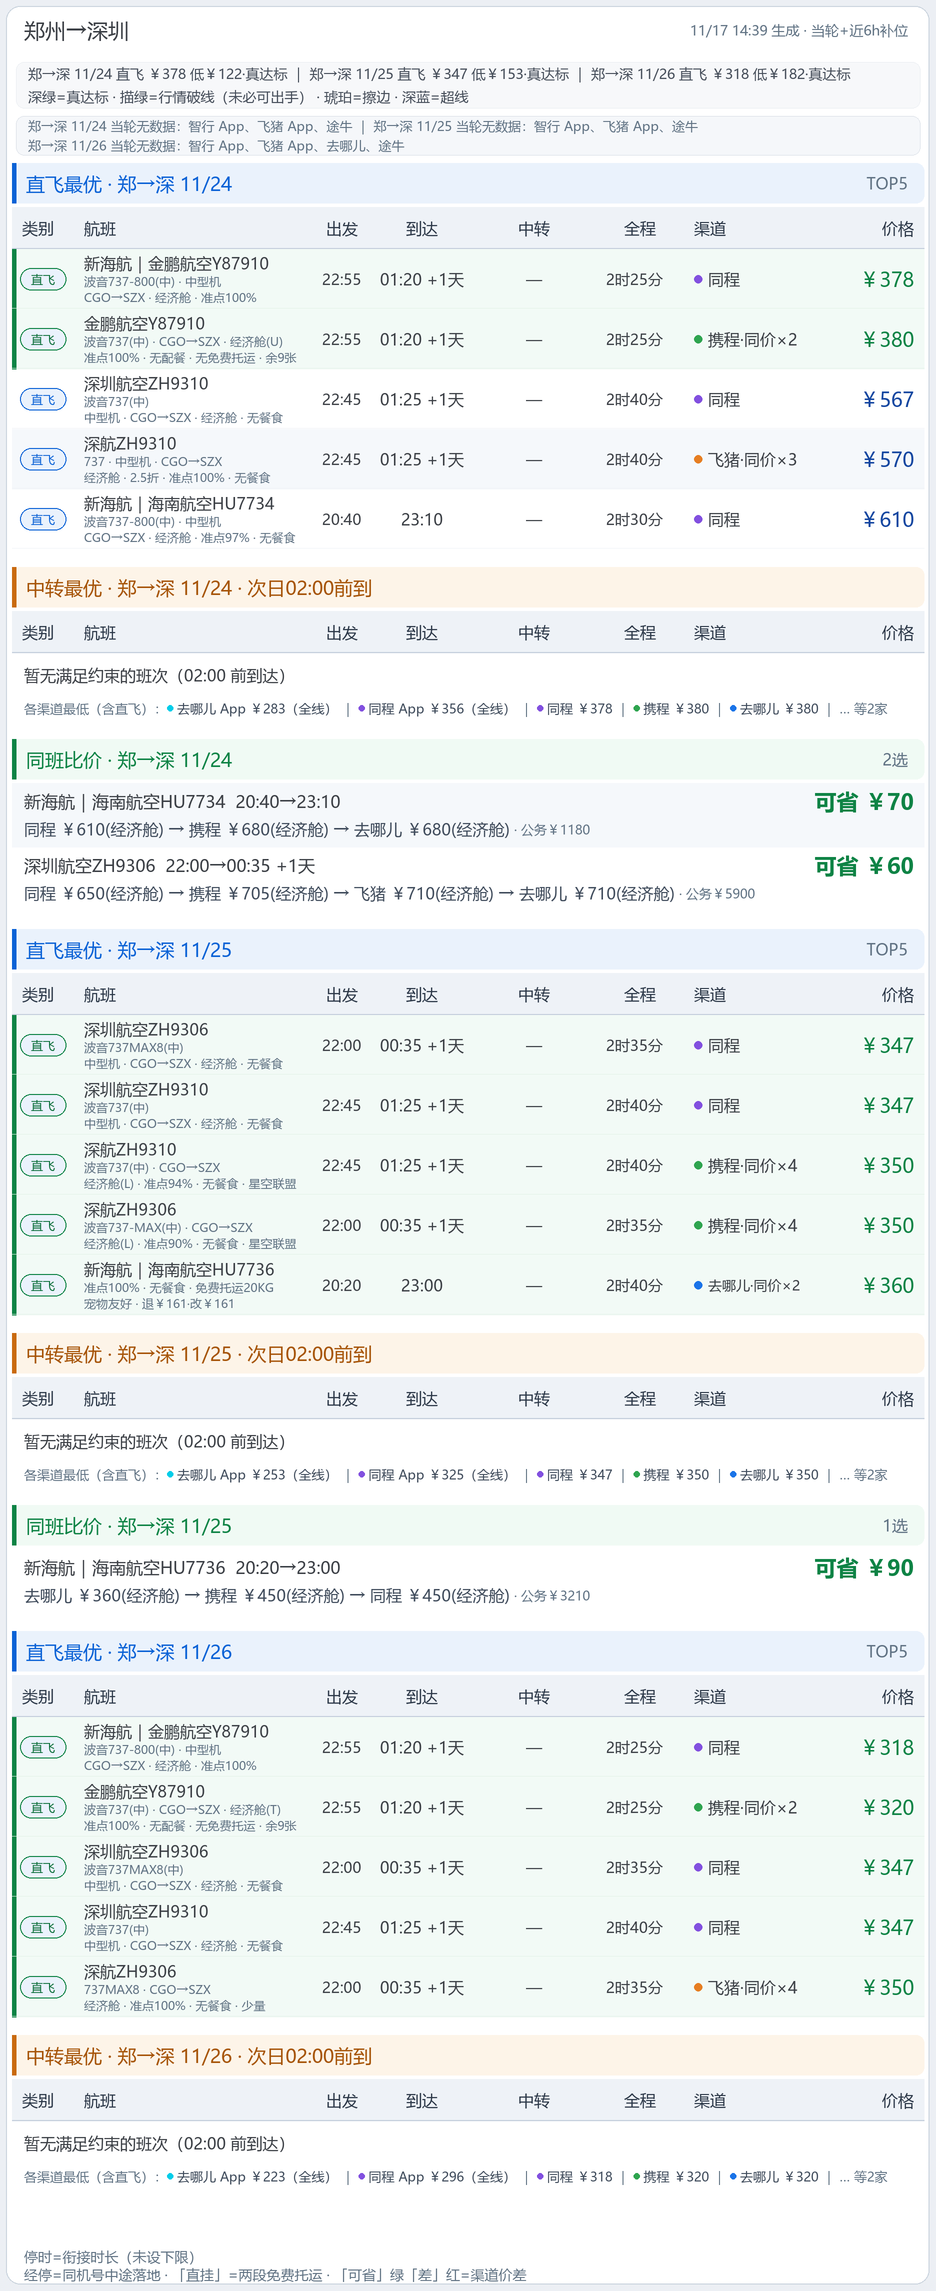 郑州→深圳
11/17 14:39 生成 · 当轮+近6h补位
郑→深 11/24 直飞 ￥378 低￥122·真达标 | 郑→深 11/25 直飞 ￥347 低￥153·真达标 | 郑→深 11/26 直飞 ￥318 低￥182·真达标
深绿=真达标 · 描绿=行情破线（未必可出手） · 琥珀=擦边 · 深蓝=超线
郑→深 11/24 当轮无数据：智行 App、飞猪 App、途牛 | 郑→深 11/25 当轮无数据：智行 App、飞猪 App、途牛
郑→深 11/26 当轮无数据：智行 App、飞猪 App、去哪儿、途牛
直飞最优 · 郑→深 11/24 TOP5
类别 航班 出发 到达 中转 全程 渠道 价格
新海航 | 金鹏航空Y87910
直飞 波音737-800(中) · 中型机 22:55 01:20 +1天 — 2时25分 同程 ￥378
CGO→SZX · 经济舱 · 准点100%
金鹏航空Y87910
直飞 波音737(中) · CGO→SZX · 经济舱(U) 22:55 01:20 +1天 — 2时25分 携程·同价×2 ￥380
准点100% · 无配餐 · 无免费托运 · 余9张
深圳航空ZH9310
直飞 波音737(中) 22:45 01:25 +1天 — 2时40分 同程 ￥567
中型机 · CGO→SZX · 经济舱 · 无餐食
深航ZH9310
直飞 737 · 中型机 · CGO→SZX 22:45 01:25 +1天 — 2时40分 飞猪·同价×3 ￥570
经济舱 · 2.5折 · 准点100% · 无餐食
新海航 | 海南航空HU7734
直飞 波音737-800(中) · 中型机 20:40 23:10 — 2时30分 同程 ￥610
CGO→SZX · 经济舱 · 准点97% · 无餐食
中转最优 · 郑→深 11/24 · 次日02:00前到
类别 航班 出发 到达 中转 全程 渠道 价格
暂无满足约束的班次（02:00 前到达）
各渠道最低（含直飞）: 去哪儿 App ￥283（全线） | 同程 App ￥356（全线） | 同程 ￥378 | 携程 ￥380 | 去哪儿 ￥380 | … 等2家
同班比价 · 郑→深 11/24 2选
新海航 | 海南航空HU7734 20:40→23:10 可省 ￥70
同程 ￥610(经济舱) → 携程 ￥680(经济舱) → 去哪儿 ￥680(经济舱) · 公务￥1180
深圳航空ZH9306 22:00→00:35 +1天 可省 ￥60
同程 ￥650(经济舱) → 携程 ￥705(经济舱) → 飞猪 ￥710(经济舱) → 去哪儿 ￥710(经济舱) · 公务￥5900
直飞最优 · 郑→深 11/25 TOP5
类别 航班 出发 到达 中转 全程 渠道 价格
深圳航空ZH9306
直飞 波音737MAX8(中) 22:00 00:35 +1天 — 2时35分 同程 ￥347
中型机 · CGO→SZX · 经济舱 · 无餐食
深圳航空ZH9310
直飞 波音737(中) 22:45 01:25 +1天 — 2时40分 同程 ￥347
中型机 · CGO→SZX · 经济舱 · 无餐食
深航ZH9310
直飞 波音737(中) · CGO→SZX 22:45 01:25 +1天 — 2时40分 携程·同价×4 ￥350
经济舱(L) · 准点94% · 无餐食 · 星空联盟
深航ZH9306
直飞 波音737-MAX(中) · CGO→SZX 22:00 00:35 +1天 — 2时35分 携程·同价×4 ￥350
经济舱(L) · 准点90% · 无餐食 · 星空联盟
新海航 | 海南航空HU7736
直飞 准点100% · 无餐食 · 免费托运20KG 20:20 23:00 — 2时40分 去哪儿·同价×2 ￥360
宠物友好 · 退￥161·改￥161
中转最优 · 郑→深 11/25 · 次日02:00前到
类别 航班 出发 到达 中转 全程 渠道 价格
暂无满足约束的班次（02:00 前到达）
各渠道最低（含直飞）: 去哪儿 App ￥253（全线） | 同程 App ￥325（全线） | 同程 ￥347 | 携程 ￥350 | 去哪儿 ￥350 | … 等2家
同班比价 · 郑→深 11/25 1选
新海航 | 海南航空HU7736 20:20→23:00 可省 ￥90
去哪儿 ￥360(经济舱) → 携程 ￥450(经济舱) → 同程 ￥450(经济舱) · 公务￥3210
直飞最优 · 郑→深 11/26 TOP5
类别 航班 出发 到达 中转 全程 渠道 价格
新海航 | 金鹏航空Y87910
直飞 波音737-800(中) · 中型机 22:55 01:20 +1天 — 2时25分 同程 ￥318
CGO→SZX · 经济舱 · 准点100%
金鹏航空Y87910
直飞 波音737(中) · CGO→SZX · 经济舱(T) 22:55 01:20 +1天 — 2时25分 携程·同价×2 ￥320
准点100% · 无配餐 · 无免费托运 · 余9张
深圳航空ZH9306
直飞 波音737MAX8(中) 22:00 00:35 +1天 — 2时35分 同程 ￥347
中型机 · CGO→SZX · 经济舱 · 无餐食
深圳航空ZH9310
直飞 波音737(中) 22:45 01:25 +1天 — 2时40分 同程 ￥347
中型机 · CGO→SZX · 经济舱 · 无餐食
深航ZH9306
直飞 737MAX8 · CGO→SZX 22:00 00:35 +1天 — 2时35分 飞猪·同价×4 ￥350
经济舱 · 准点100% · 无餐食 · 少量
中转最优 · 郑→深 11/26 · 次日02:00前到
类别 航班 出发 到达 中转 全程 渠道 价格
暂无满足约束的班次（02:00 前到达）
各渠道最低（含直飞）: 去哪儿 App ￥223（全线） | 同程 App ￥296（全线） | 同程 ￥318 | 携程 ￥320 | 去哪儿 ￥320 | … 等2家
停时=衔接时长（未设下限）
经停=同机号中途落地 · 「直挂」=两段免费托运 · 「可省」绿「差」红=渠道价差